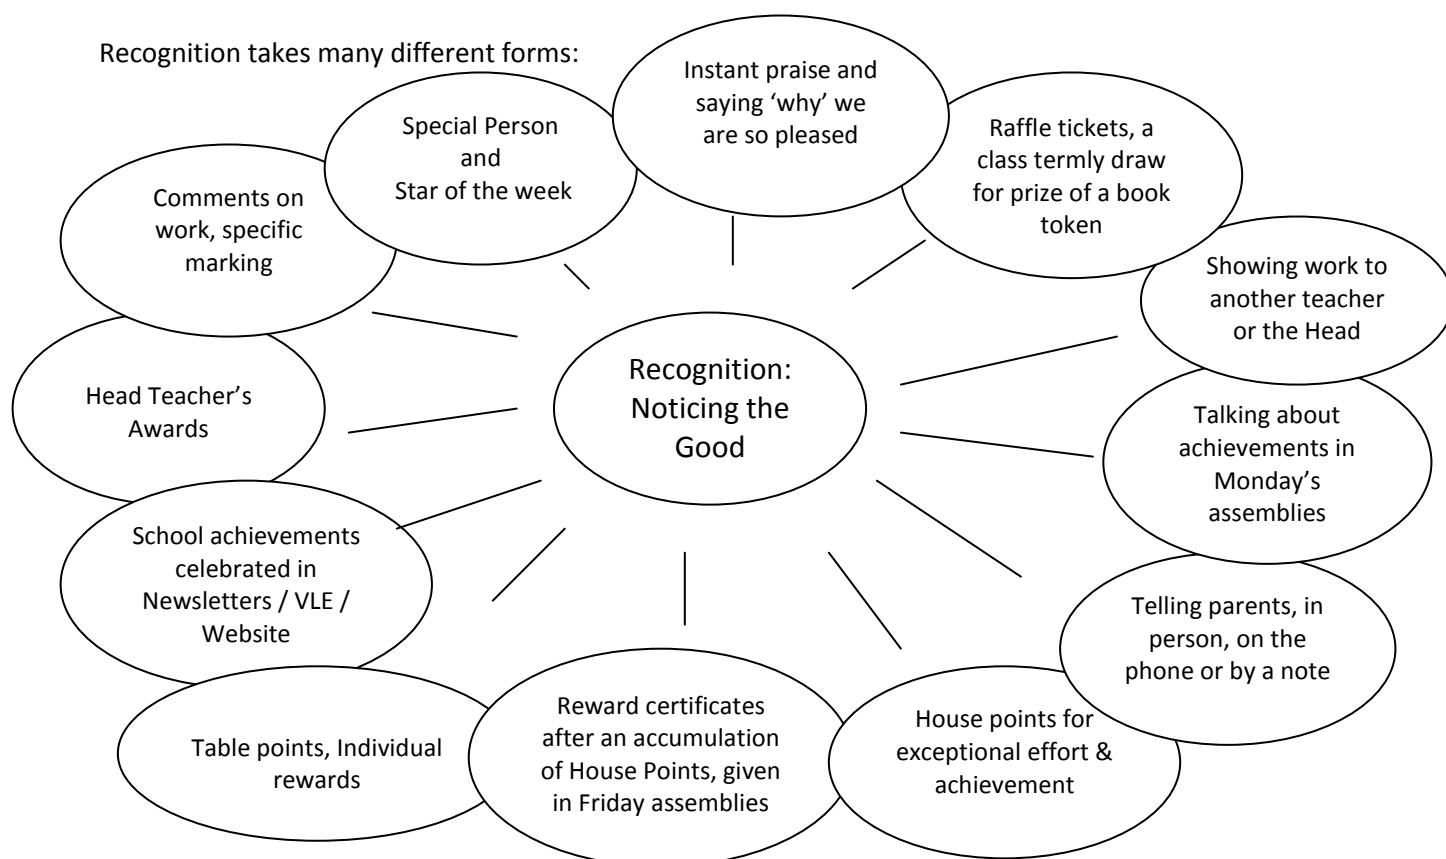 Recognition takes many different forms:
Instant praise and
saying ‘why’ we
are so pleased
Special Person
and
Star of the week
Raffle tickets, a
class termly draw
for prize of a book
token
Comments on
work, specific
marking
Showing work to
another teacher
or the Head
Recognition:
Noticing the
Good
Head Teacher’s
Awards
Talking about
achievements in
Monday’s
assemblies
School achievements
celebrated in
Newsletters / VLE /
Website
Telling parents, in
person, on the
phone or by a note
Table points, Individual
rewards
Reward certificates
after an accumulation
of House Points, given
in Friday assemblies
House points for
exceptional effort &
achievement